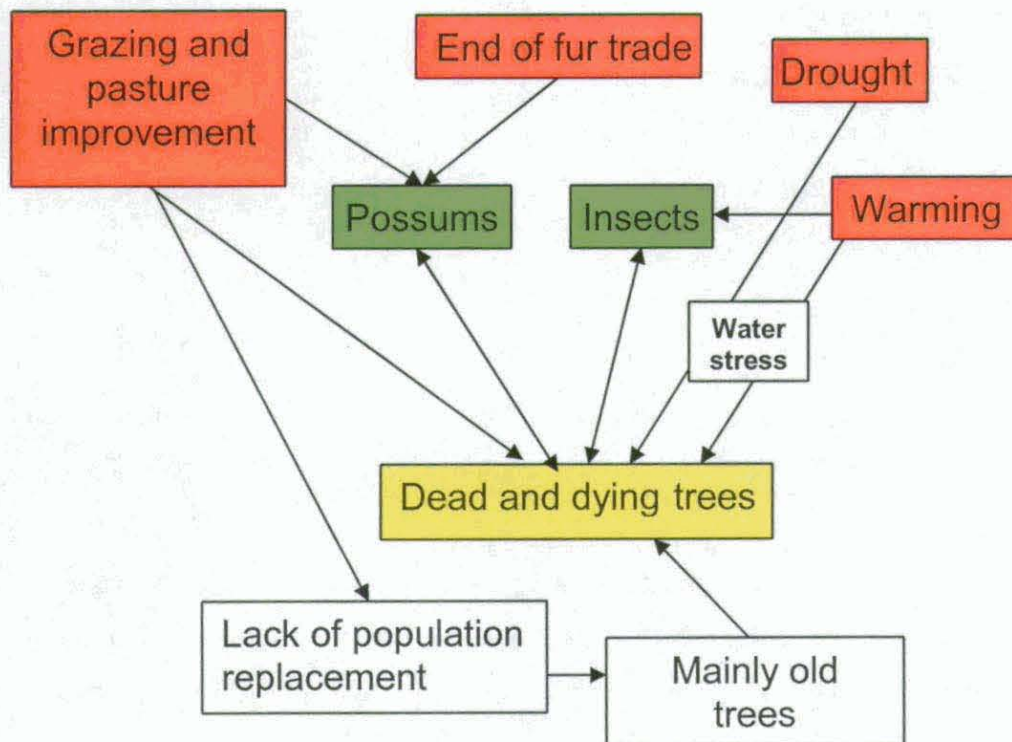 Grazing and
pasture
improvement
End of fur trade
Drought
Possums
Insects
Warming
Water
stress
Dead and dying trees
Lack of population
replacement
Mainly old
trees